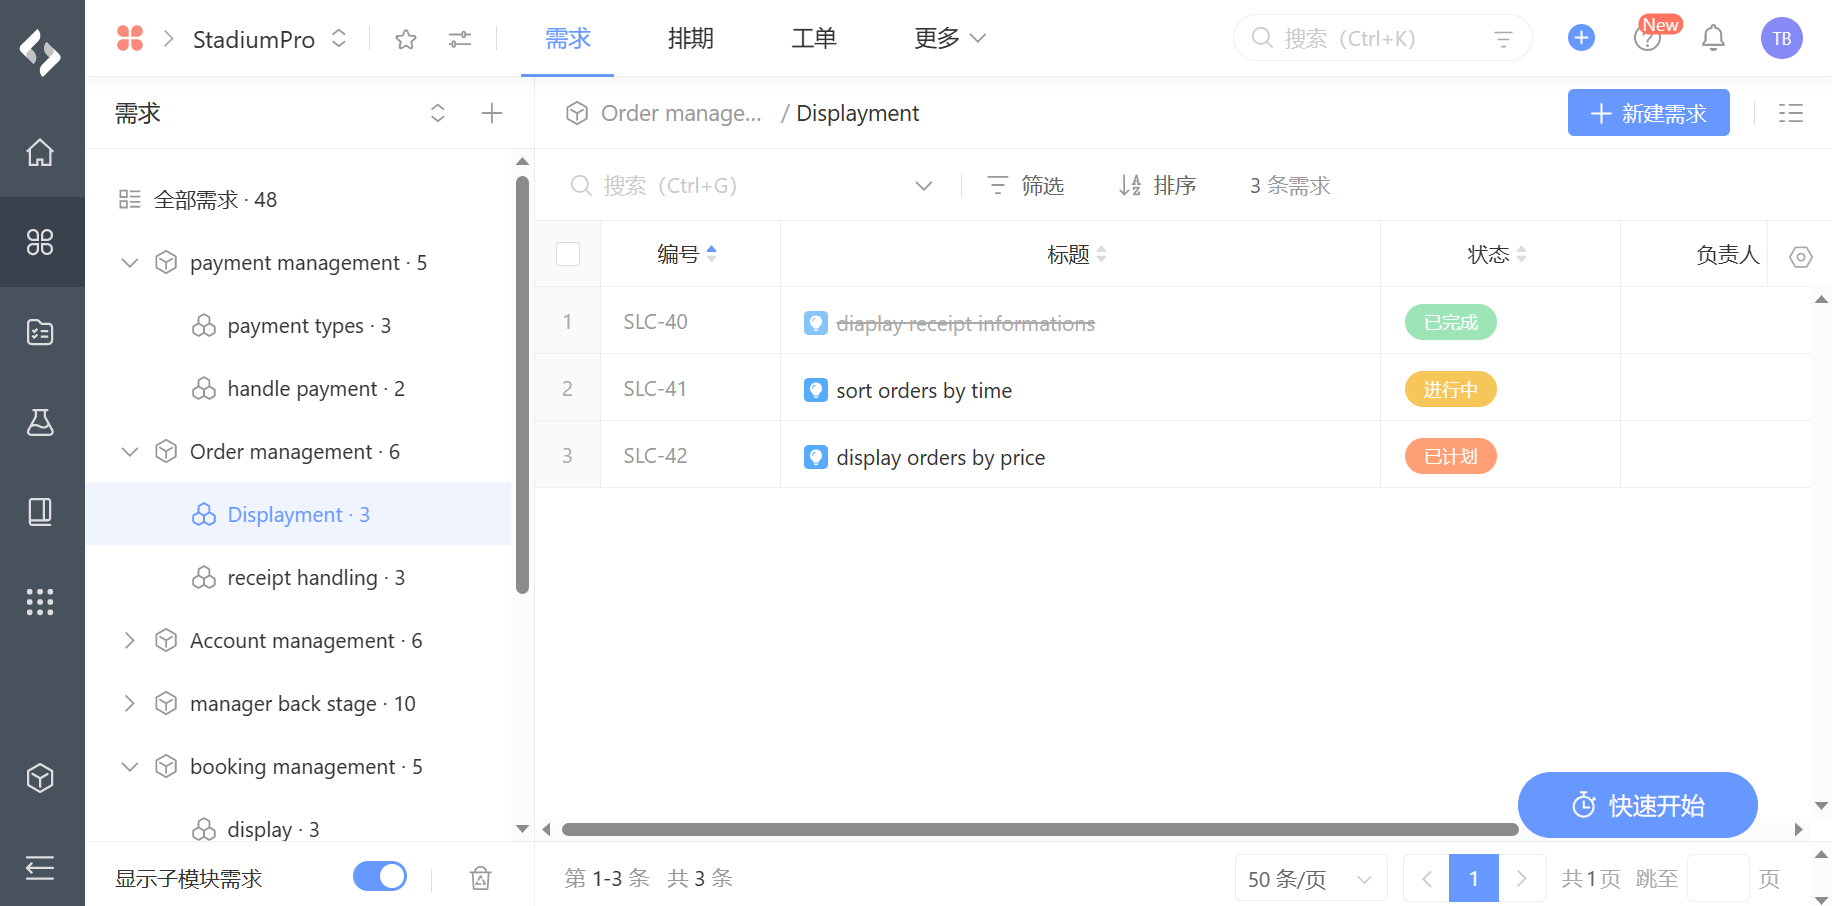 StadiumPro
需求
排期
工单
更多
搜索 (Ctrl+K)
New
TB
需求
Order manage... / Displayment
新建需求
全部需求 · 48
payment management · 5
payment types · 3
handle payment · 2
Order management · 6
Displayment · 3
receipt handling · 3
Account management · 6
manager back stage · 10
booking management · 5
display · 3
显示子模块需求
搜索 (Ctrl+G)
筛选
排序
3 条需求
编号 标题 状态 负责人
1 SLC-40 diaplay receipt informations 已完成
2 SLC-41 sort orders by time 进行中
3 SLC-42 display orders by price 已计划
快速开始
第 1-3 条 共 3 条
50 条/页
1
共1页 跳至 页